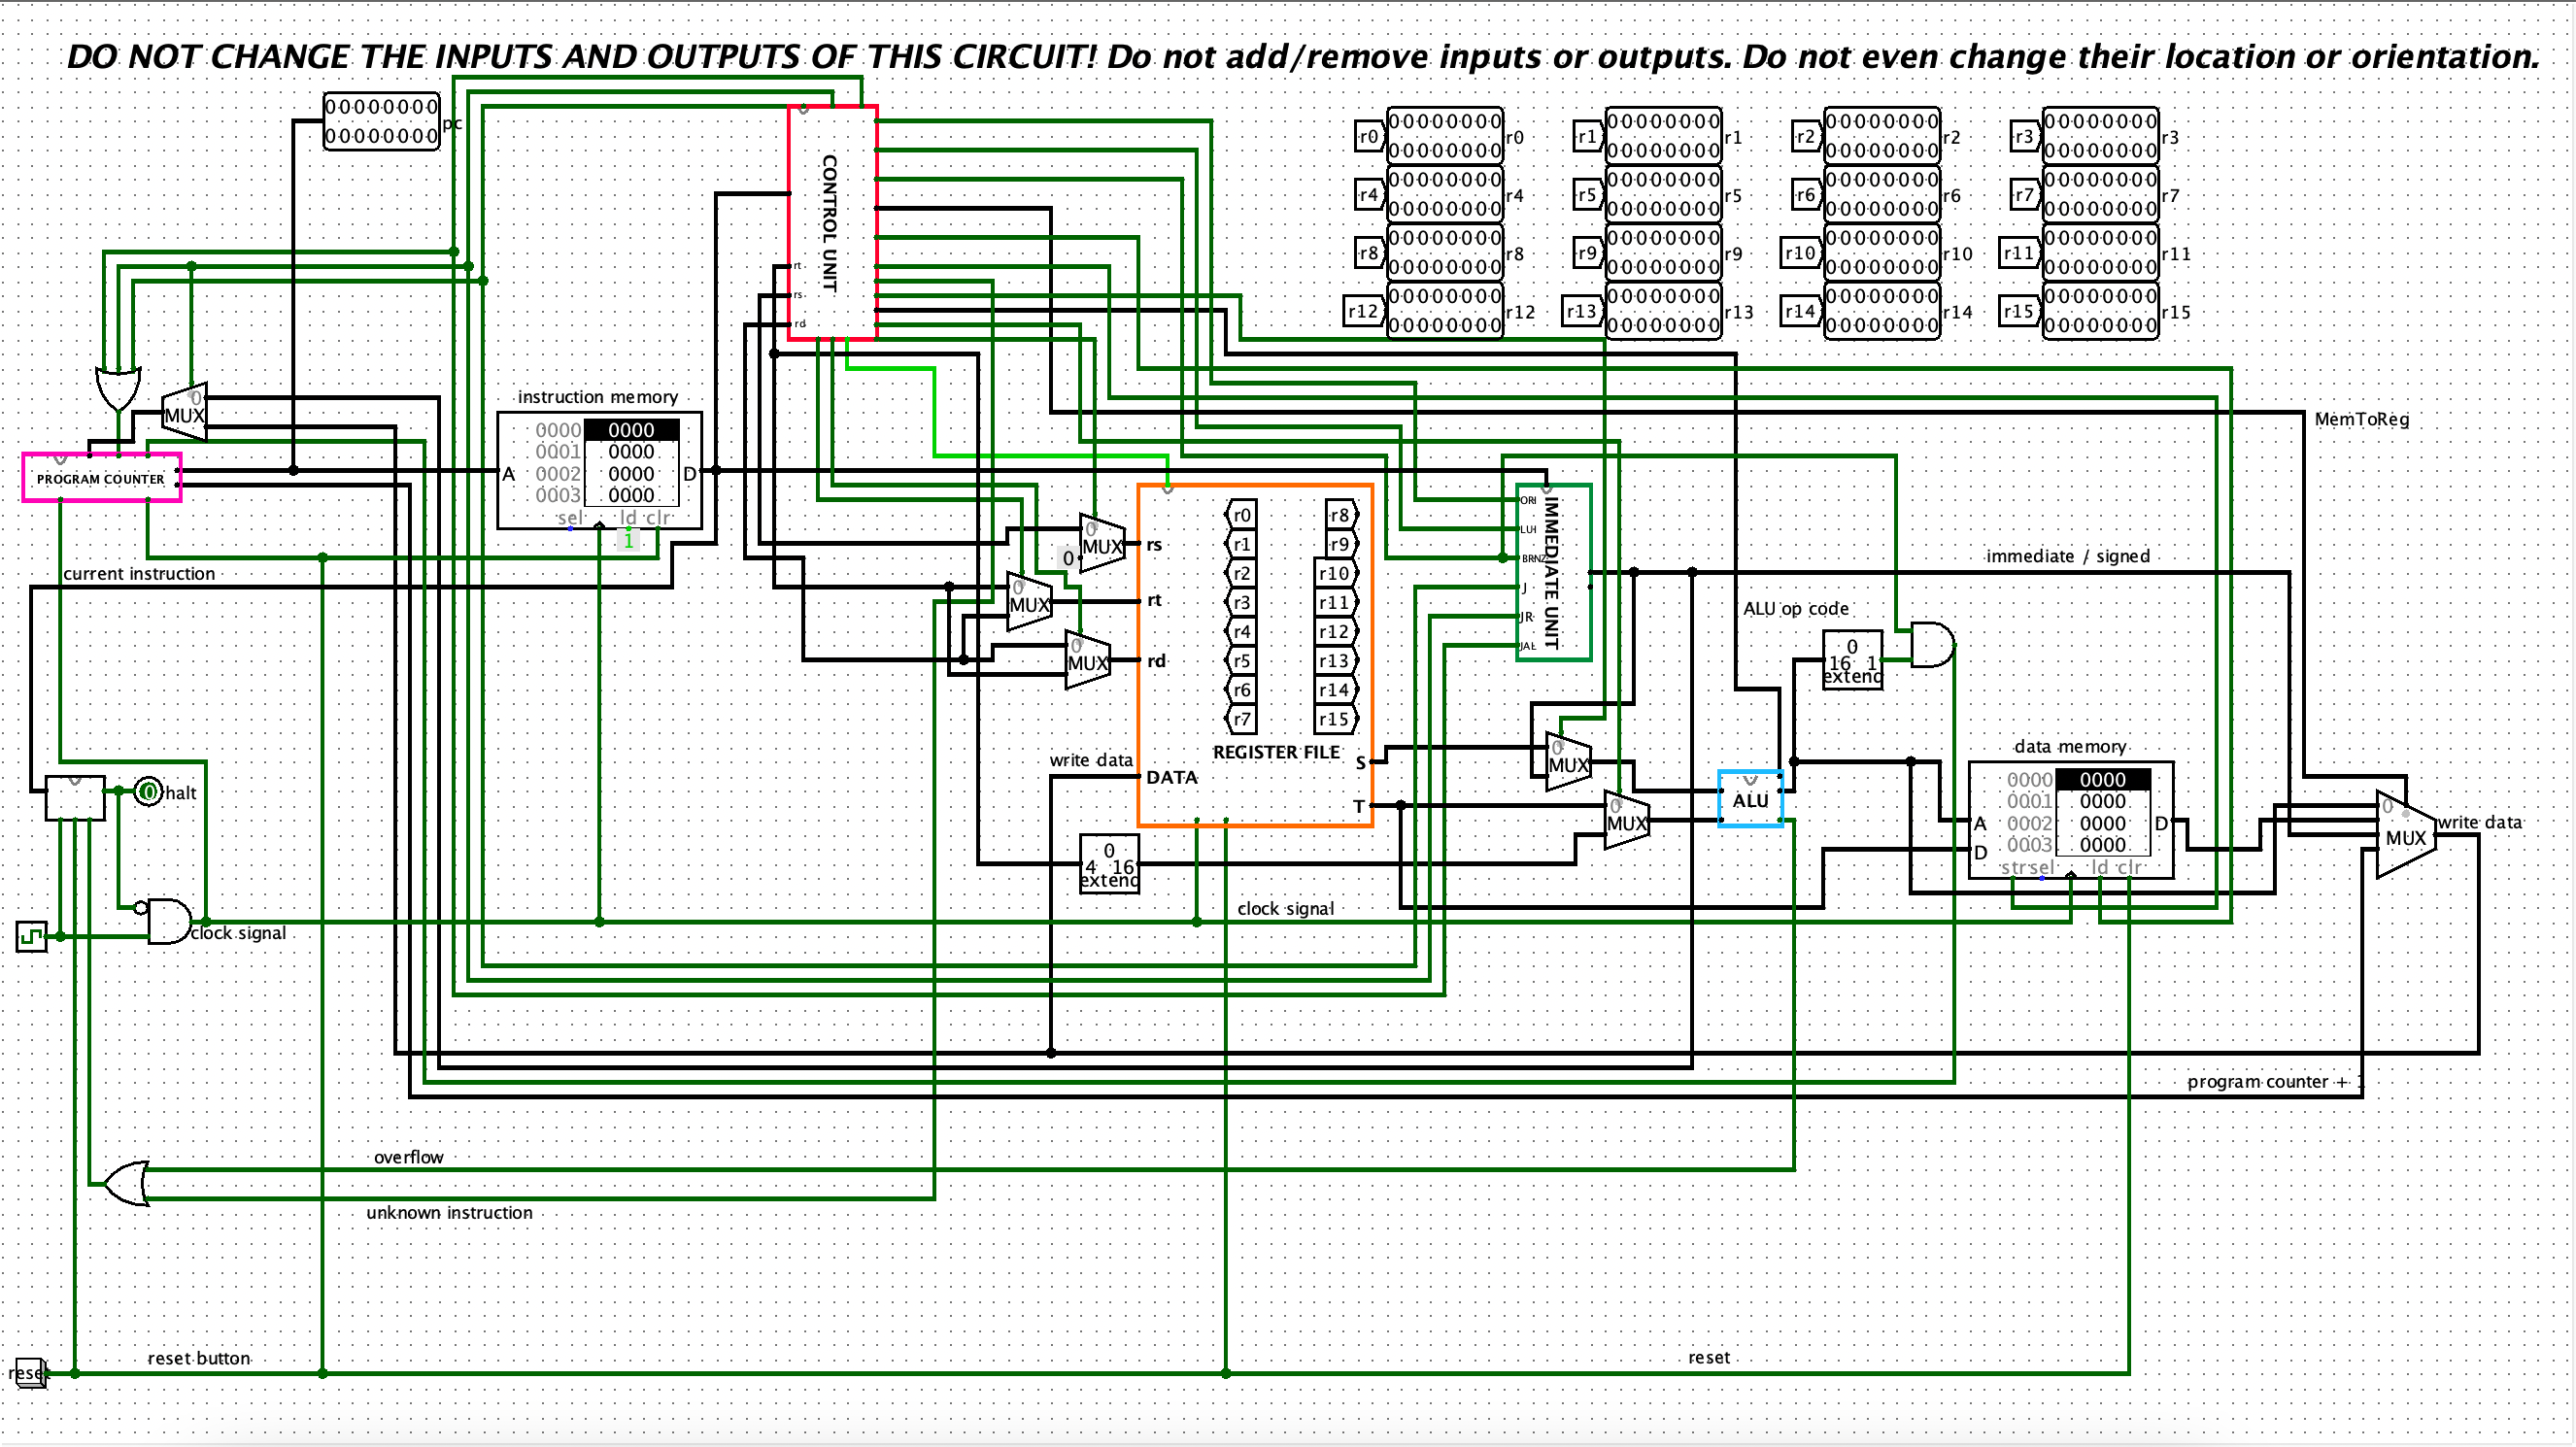 DO NOT CHANGE THE INPUTS AND OUTPUTS OF THIS CIRCUIT! Do not add/remove inputs or outputs. Do not even change their location or orientation.
00000000
00000000
pc
CONTROL UNIT
rt
rs
rd
r0 00000000 r0 r1 00000000 r1 r2 00000000 r2 r3 00000000 r3
00000000 00000000 00000000 00000000
r4 00000000 r4 r5 00000000 r5 r6 00000000 r6 r7 00000000 r7
00000000 00000000 00000000 00000000
r8 00000000 r8 r9 00000000 r9 r10 00000000 r10 r11 00000000 r11
00000000 00000000 00000000 00000000
r12 00000000 r12 r13 00000000 r13 r14 00000000 r14 r15 00000000 r15
00000000 00000000 00000000 00000000
0
MUX
PROGRAM COUNTER
instruction memory
0000 0000
0001 0000
0002 0000
0003 0000
A
D
sel ld clr
1
MemToReg
current instruction
0
MUX
0
rs
0
MUX
rt
0
MUX
rd
r0 r8
r1 r9
r2 r10
r3 r11
r4 r12
r5 r13
r6 r14
r7 r15
REGISTER FILE
S
T
write data
DATA
ORI
LUI
BRNZ
J
JR
JAL
IMMEDIATE UNIT
immediate / signed
ALU op code
0
16 1
extend
0
MUX
0
MUX
ALU
data memory
0000 0000
0001 0000
0002 0000
0003 0000
A
D
D
str sel ld clr
0
MUX
write data
0
halt
0
4 16
extend
clock signal
clock signal
program counter + 1
overflow
unknown instruction
reset button
reset
reset